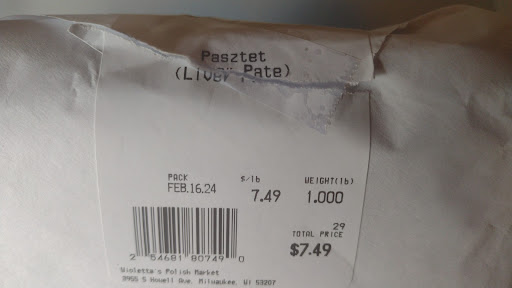 Pasztet
(Liver Pate)
PACK $/lb WEIGHT(lb)
FEB.16.24 7.49 1.000
29
TOTAL PRICE
$7.49
2 54681 80749 0
Wioletta's Polish Market
3955 S Howell Ave, Milwaukee, WI 53207